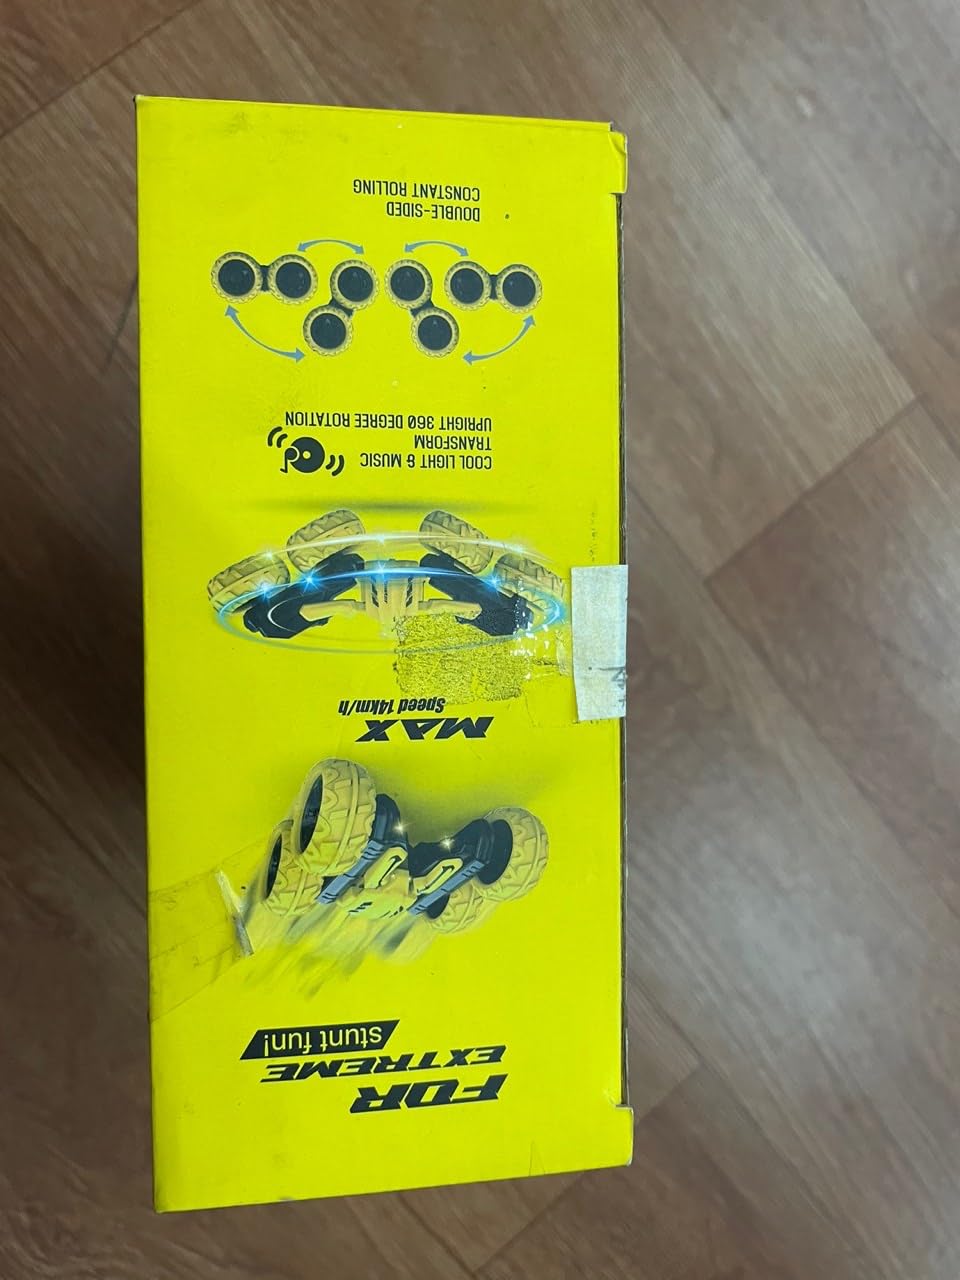 FOR
EXTREME
stunt fun!
MAX
Speed 14km/h
COOL LIGHT & MUSIC
TRANSFORM
UPRIGHT 360 DEGREE ROTATION
DOUBLE-SIDED
CONSTANT ROLLING